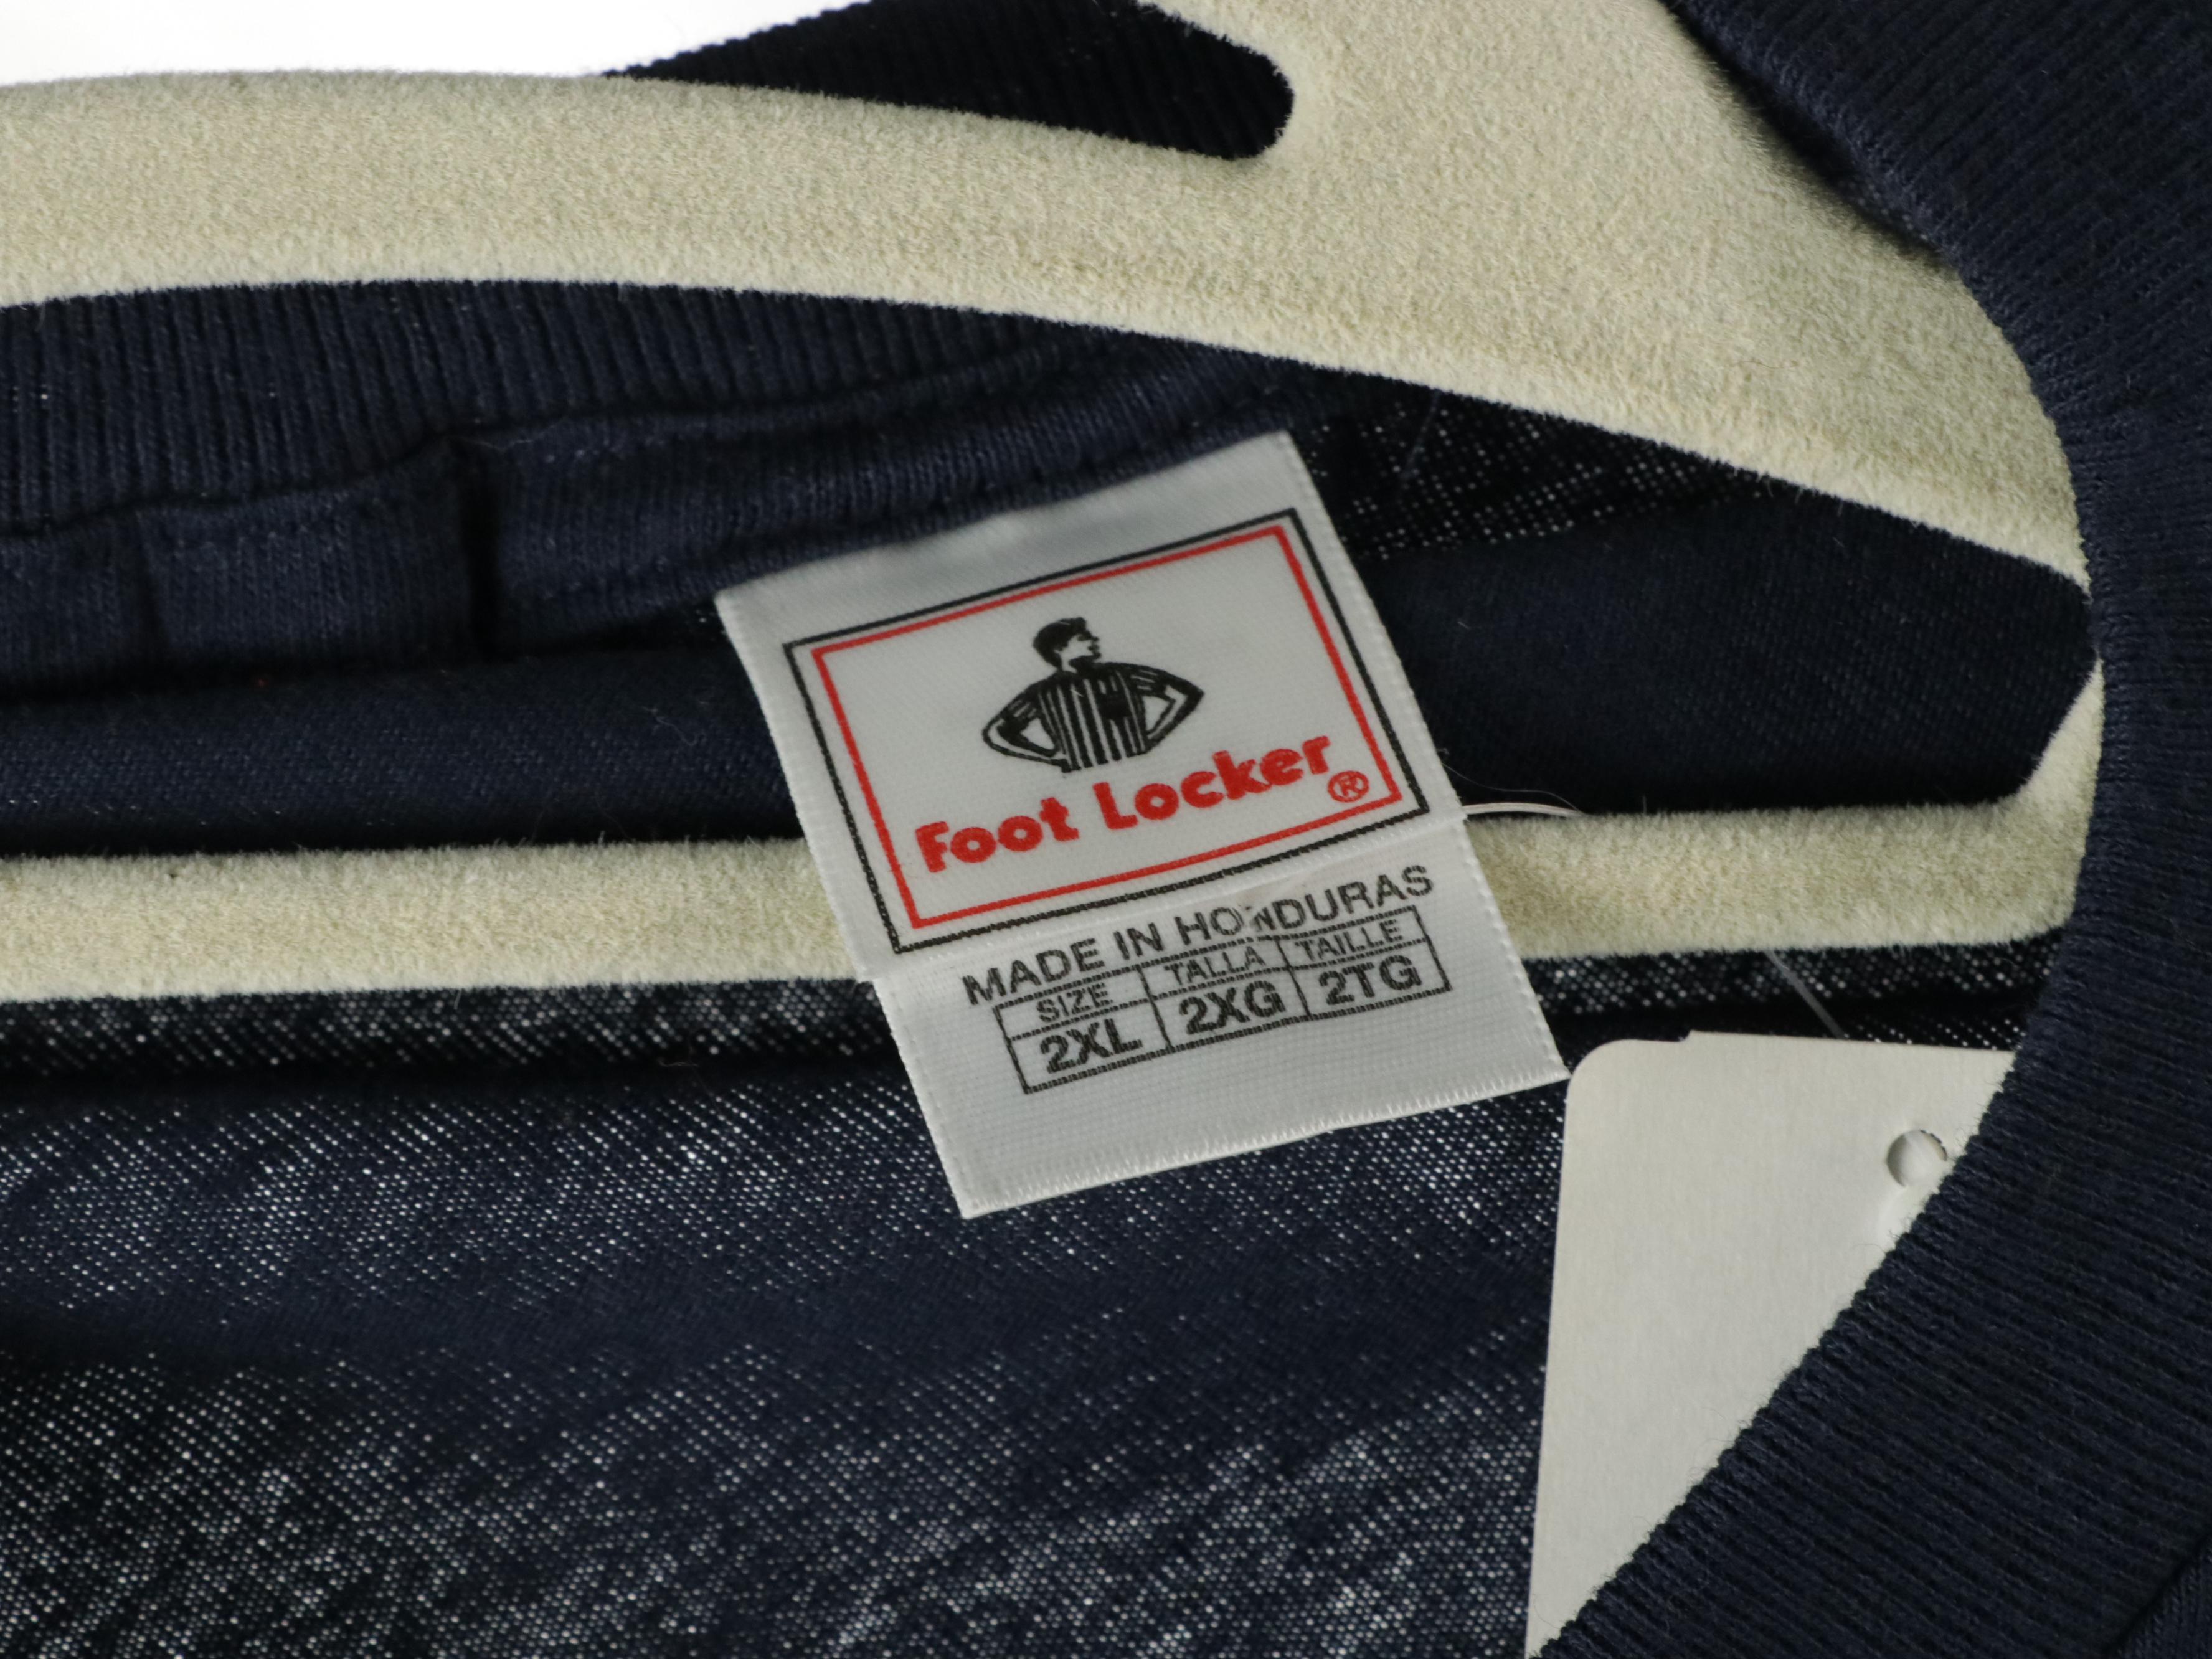 Foot Locker®
MADE IN HONDURAS
SIZE TALLA TAILLE
2XL 2XG 2TG